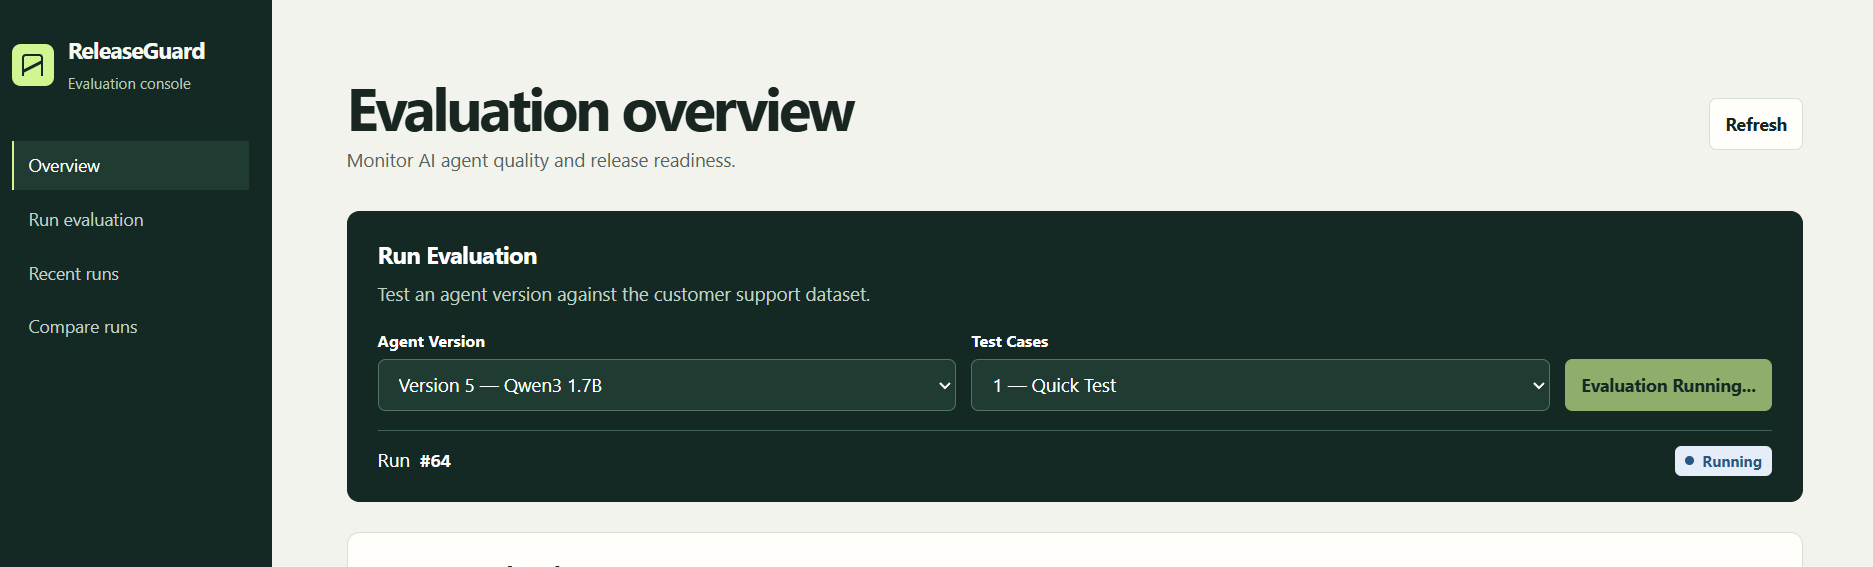 ReleaseGuard
Evaluation console
Overview
Run evaluation
Recent runs
Compare runs
Evaluation overview
Monitor AI agent quality and release readiness.
Refresh
Run Evaluation
Test an agent version against the customer support dataset.
Agent Version
Version 5 — Qwen3 1.7B
Test Cases
1 — Quick Test
Evaluation Running...
Run #64
Running